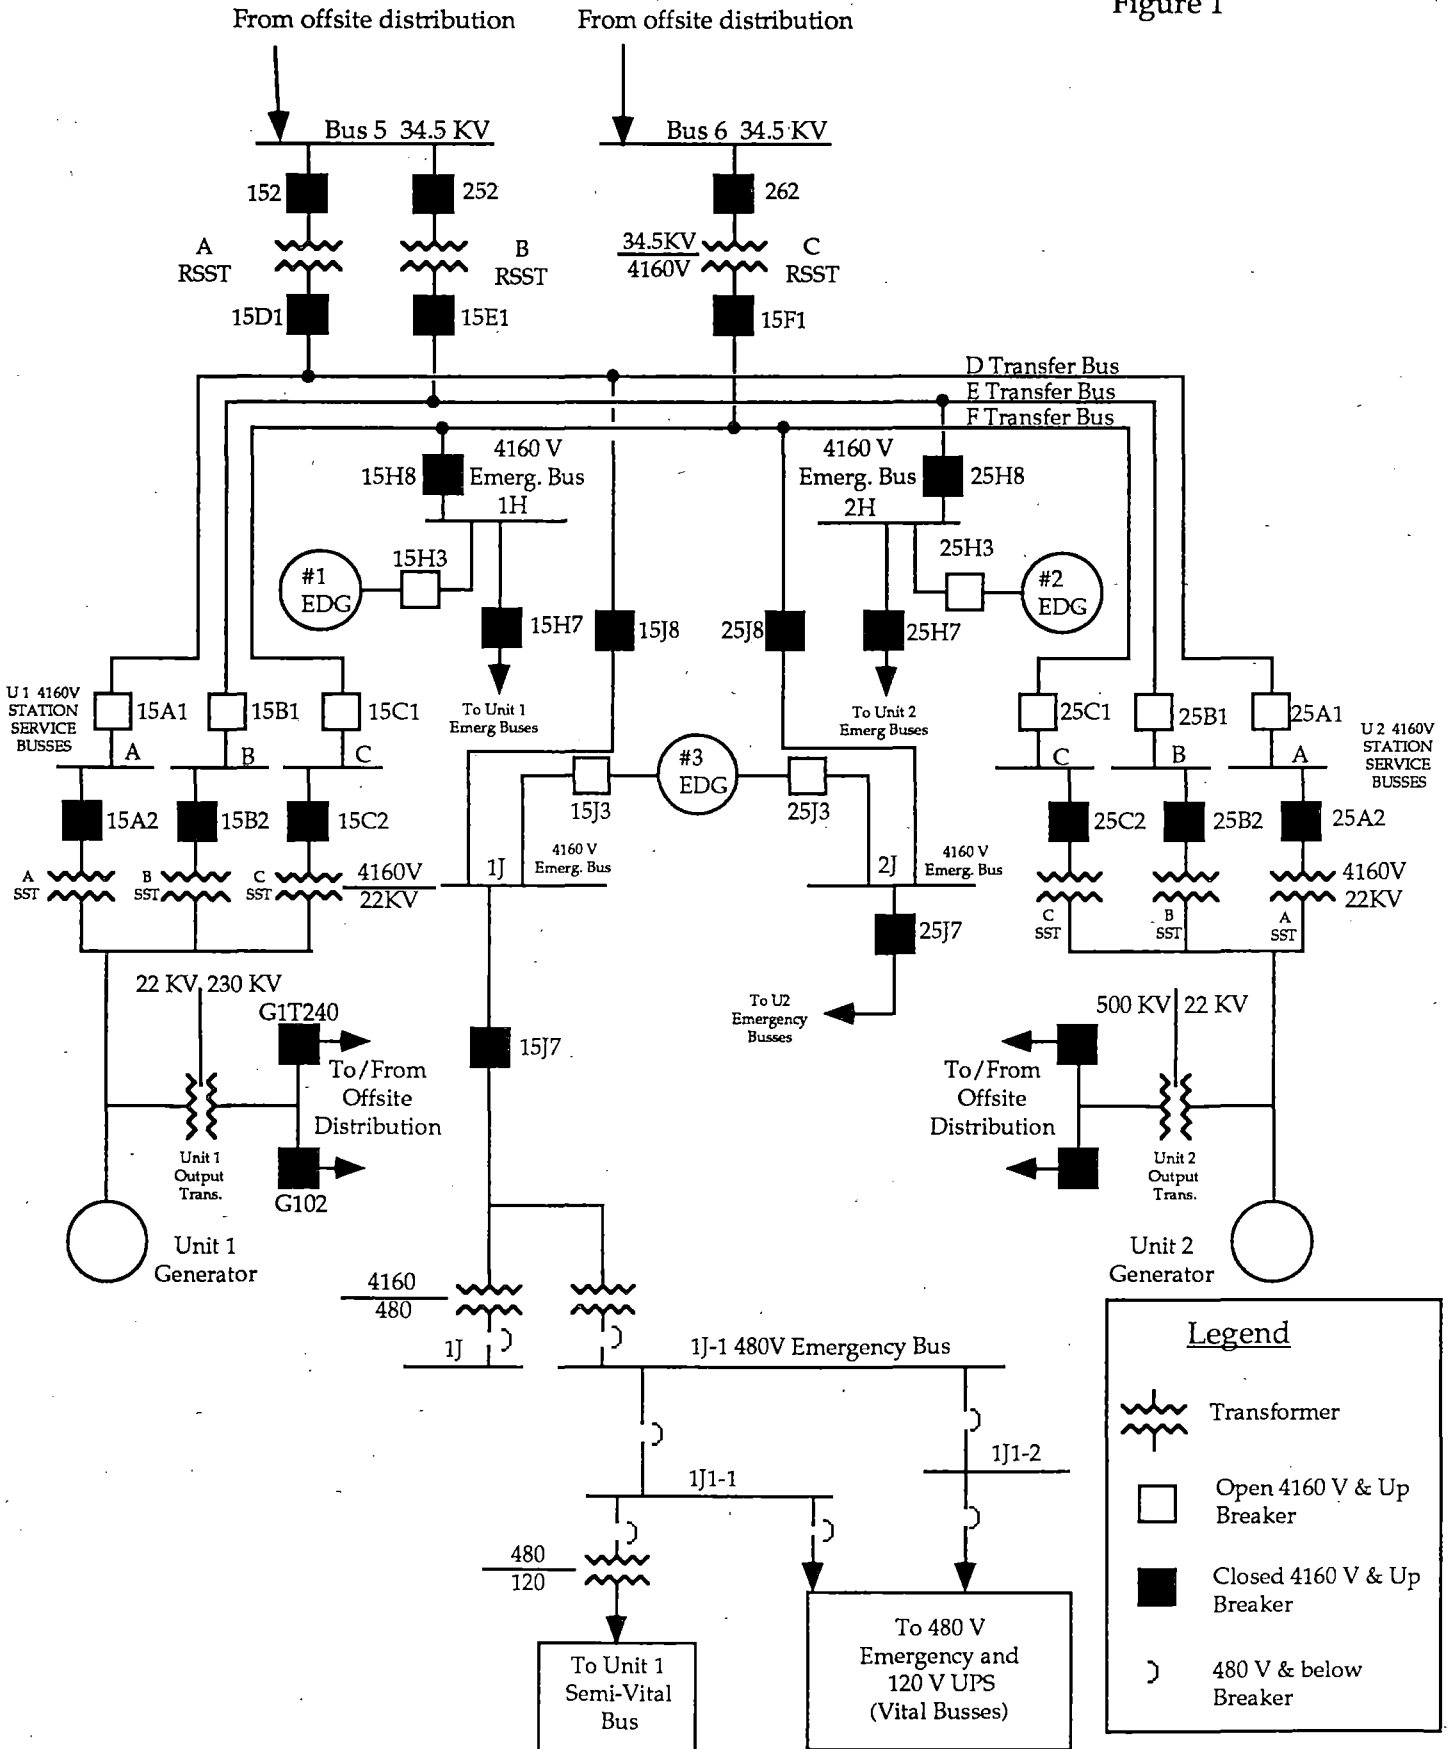 Figure 1
From offsite distribution
From offsite distribution
Bus 5 34.5 KV
Bus 6 34.5 KV
152
252
262
A
RSST
B
RSST
34.5KV
4160V
C
RSST
15D1
15E1
15F1
D Transfer Bus
E Transfer Bus
F Transfer Bus
15H8
4160 V
Emerg. Bus
1H
4160 V
Emerg. Bus
2H
25H8
#1
EDG
15H3
25H3
#2
EDG
15H7
15J8
25J8
25H7
To Unit 1
Emerg Buses
To Unit 2
Emerg Buses
U 1 4160V
STATION
SERVICE
BUSSES
15A1
15B1
15C1
25C1
25B1
25A1
U 2 4160V
STATION
SERVICE
BUSSES
A
B
C
C
B
A
#3
EDG
15J3
25J3
15A2
15B2
15C2
25C2
25B2
25A2
A
SST
B
SST
C
SST
4160V
22KV
1J
4160 V
Emerg. Bus
2J
4160 V
Emerg. Bus
C
SST
B
SST
A
SST
4160V
22KV
25J7
22 KV 230 KV
G1T240
To/From
Offsite
Distribution
G102
Unit 1
Output
Trans.
15J7
To U2
Emergency
Busses
500 KV 22 KV
To/From
Offsite
Distribution
Unit 2
Output
Trans.
Unit 1
Generator
Unit 2
Generator
4160
480
1J
1J-1 480V Emergency Bus
1J1-1
1J1-2
480
120
To Unit 1
Semi-Vital
Bus
To 480 V
Emergency and
120 V UPS
(Vital Busses)
Legend
Transformer
Open 4160 V & Up
Breaker
Closed 4160 V & Up
Breaker
480 V & below
Breaker